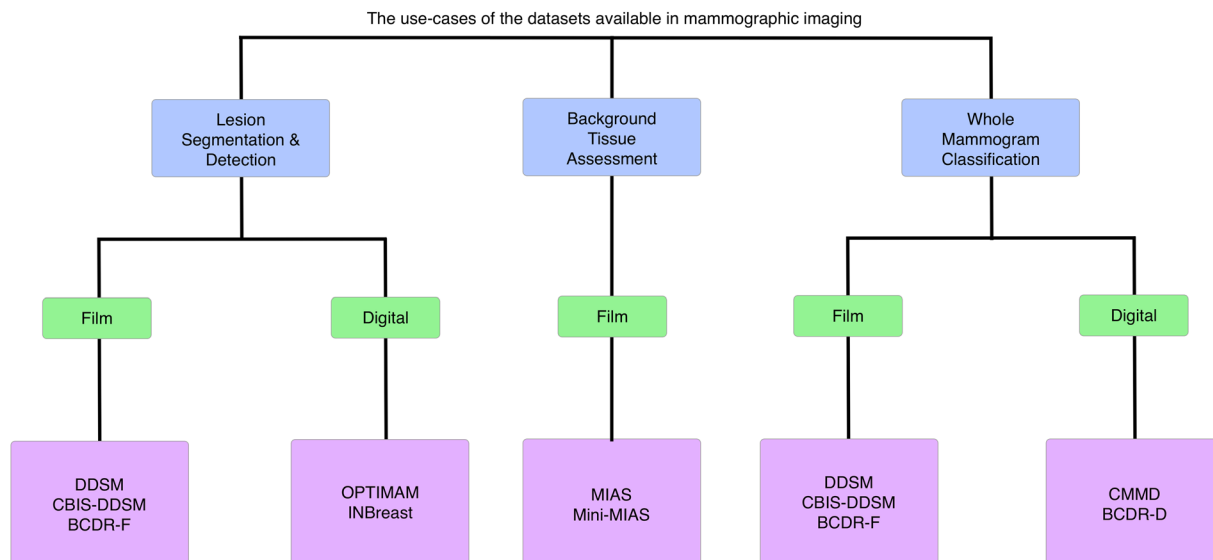 The use-cases of the datasets available in mammographic imaging
Lesion
Segmentation &
Detection
Background
Tissue
Assessment
Whole
Mammogram
Classification
Film
Digital
Film
Film
Digital
DDSM
CBIS-DDSM
BCDR-F
OPTIMAM
INBreast
MIAS
Mini-MIAS
DDSM
CBIS-DDSM
BCDR-F
CMMD
BCDR-D